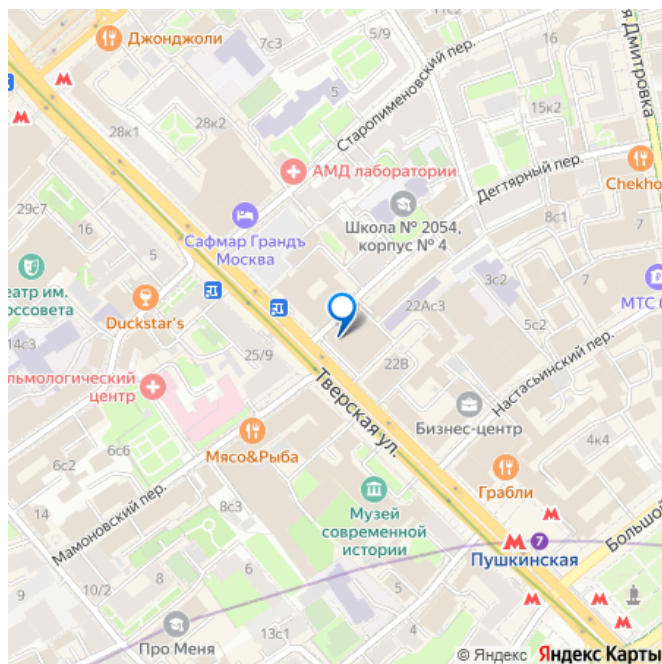 Джонджоли
7с3
5/9
11с2
16
я Дмитровка
Старопименовский пер.
5
15к2
16
28к1
28к2
АМД лаборатории
Дегтярный пер.
Chekho
Школа № 2054,
корпус № 4
8с1
7
29с7
Сафмар Грандъ
Москва
16
5
еатр им.
оссовета
3с2
МТС
Duckstar's
22Ас3
5с2
14с3
25/9
22В
Настасьинский пер.
льмологический
центр
Тверская ул.
Бизнес-центр
6с6
Мясо&Рыба
4к4
6с2
Грабли
8с3
14
Музей
современной
истории
Большой
Мамоновский пер.
7
Пушкинская
10/2
8
4
7
6
Про Меня
13с1
5
© Яндекс Яндекс Карты